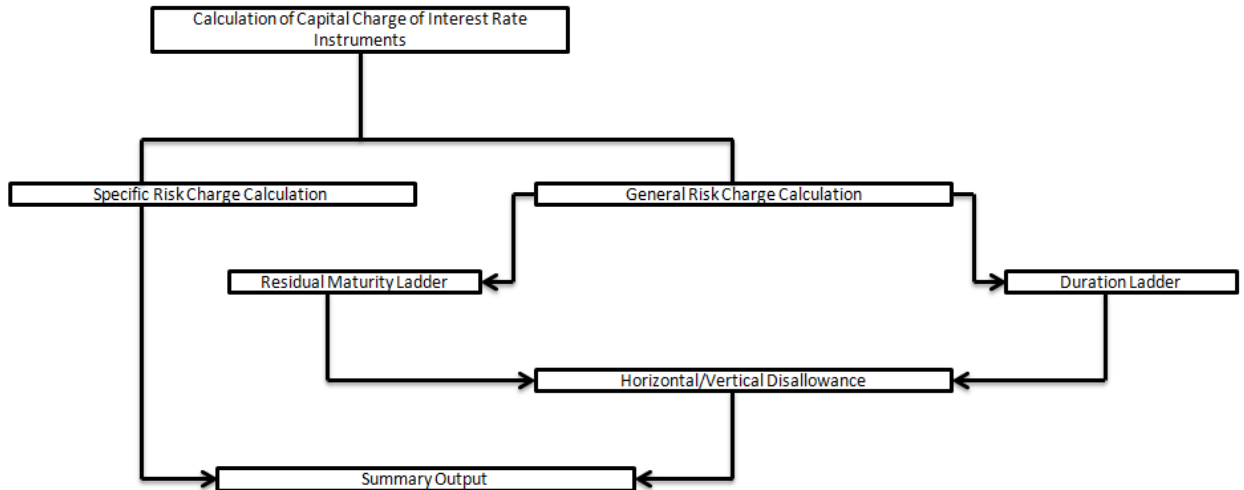 Calculation of Capital Charge of Interest Rate
Instruments
Specific Risk Charge Calculation
General Risk Charge Calculation
Residual Maturity Ladder
Duration Ladder
Horizontal/Vertical Disallowance
Summary Output